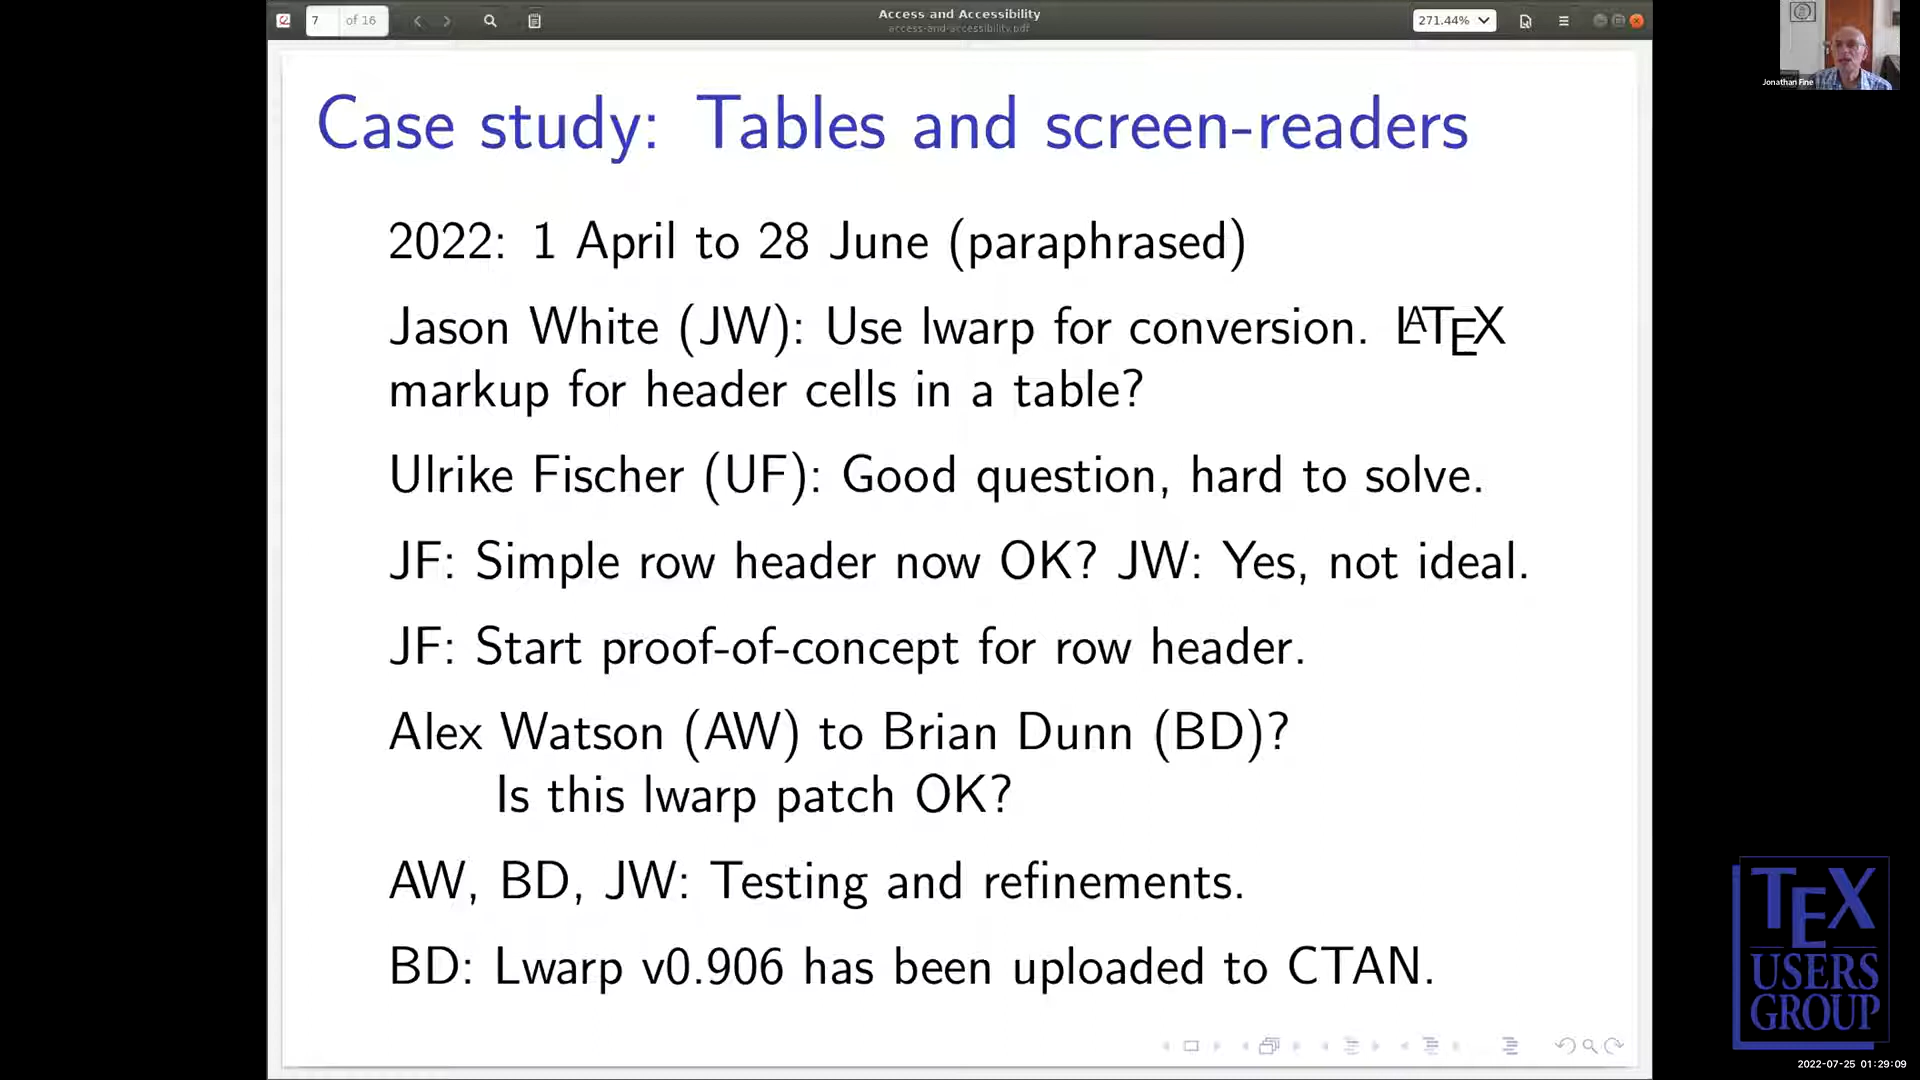 7
of 16
Access and Accessibility
access-and-accessibility.pdf
271.44%
Jonathan Fine
Case study: Tables and screen-readers
2022: 1 April to 28 June (paraphrased)
Jason White (JW): Use lwarp for conversion. LATEX
markup for header cells in a table?
Ulrike Fischer (UF): Good question, hard to solve.
JF: Simple row header now OK? JW: Yes, not ideal.
JF: Start proof-of-concept for row header.
Alex Watson (AW) to Brian Dunn (BD)?
Is this lwarp patch OK?
AW, BD, JW: Testing and refinements.
BD: Lwarp v0.906 has been uploaded to CTAN.
TEX
USERS
GROUP
2022-07-25 01:29:09